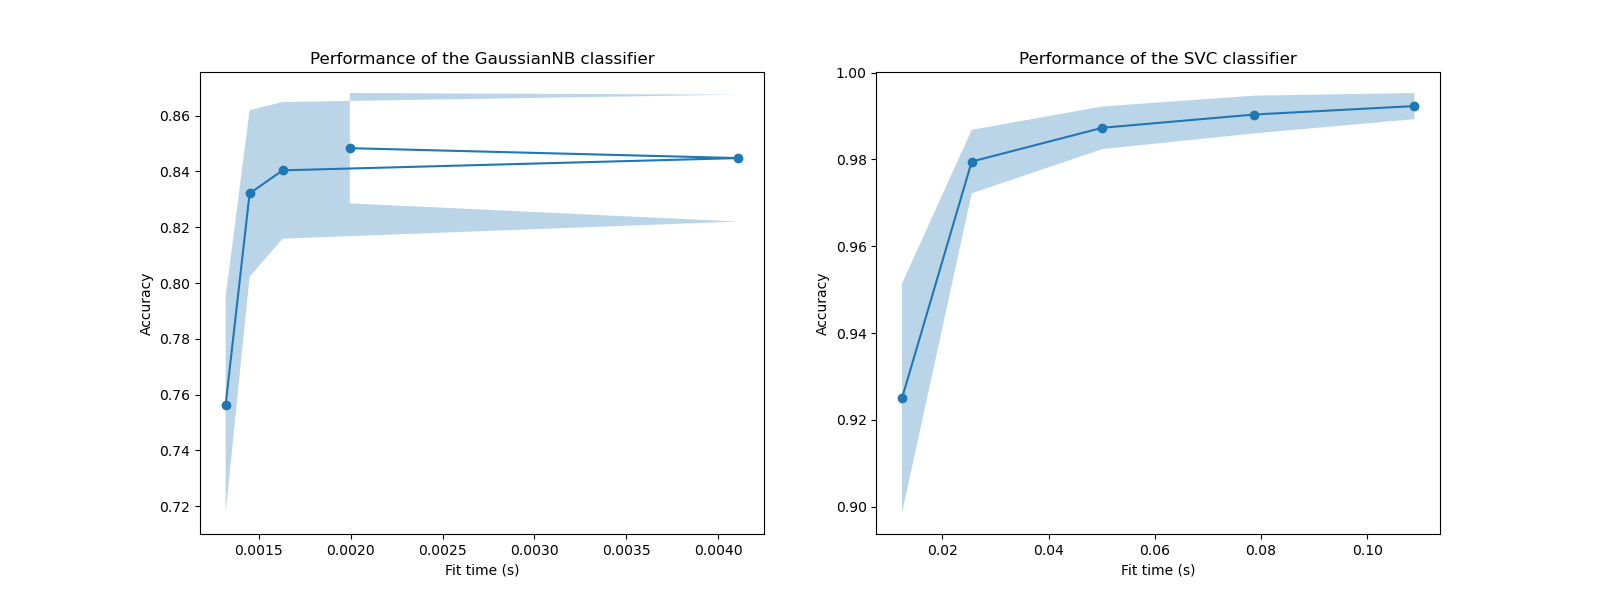 Performance of the GaussianNB classifier
Accuracy
0.86
0.84
0.82
0.80
0.78
0.76
0.74
0.72
0.0015 0.0020 0.0025 0.0030 0.0035 0.0040
Fit time (s)
Performance of the SVC classifier
Accuracy
1.00
0.98
0.96
0.94
0.92
0.90
0.02 0.04 0.06 0.08 0.10
Fit time (s)